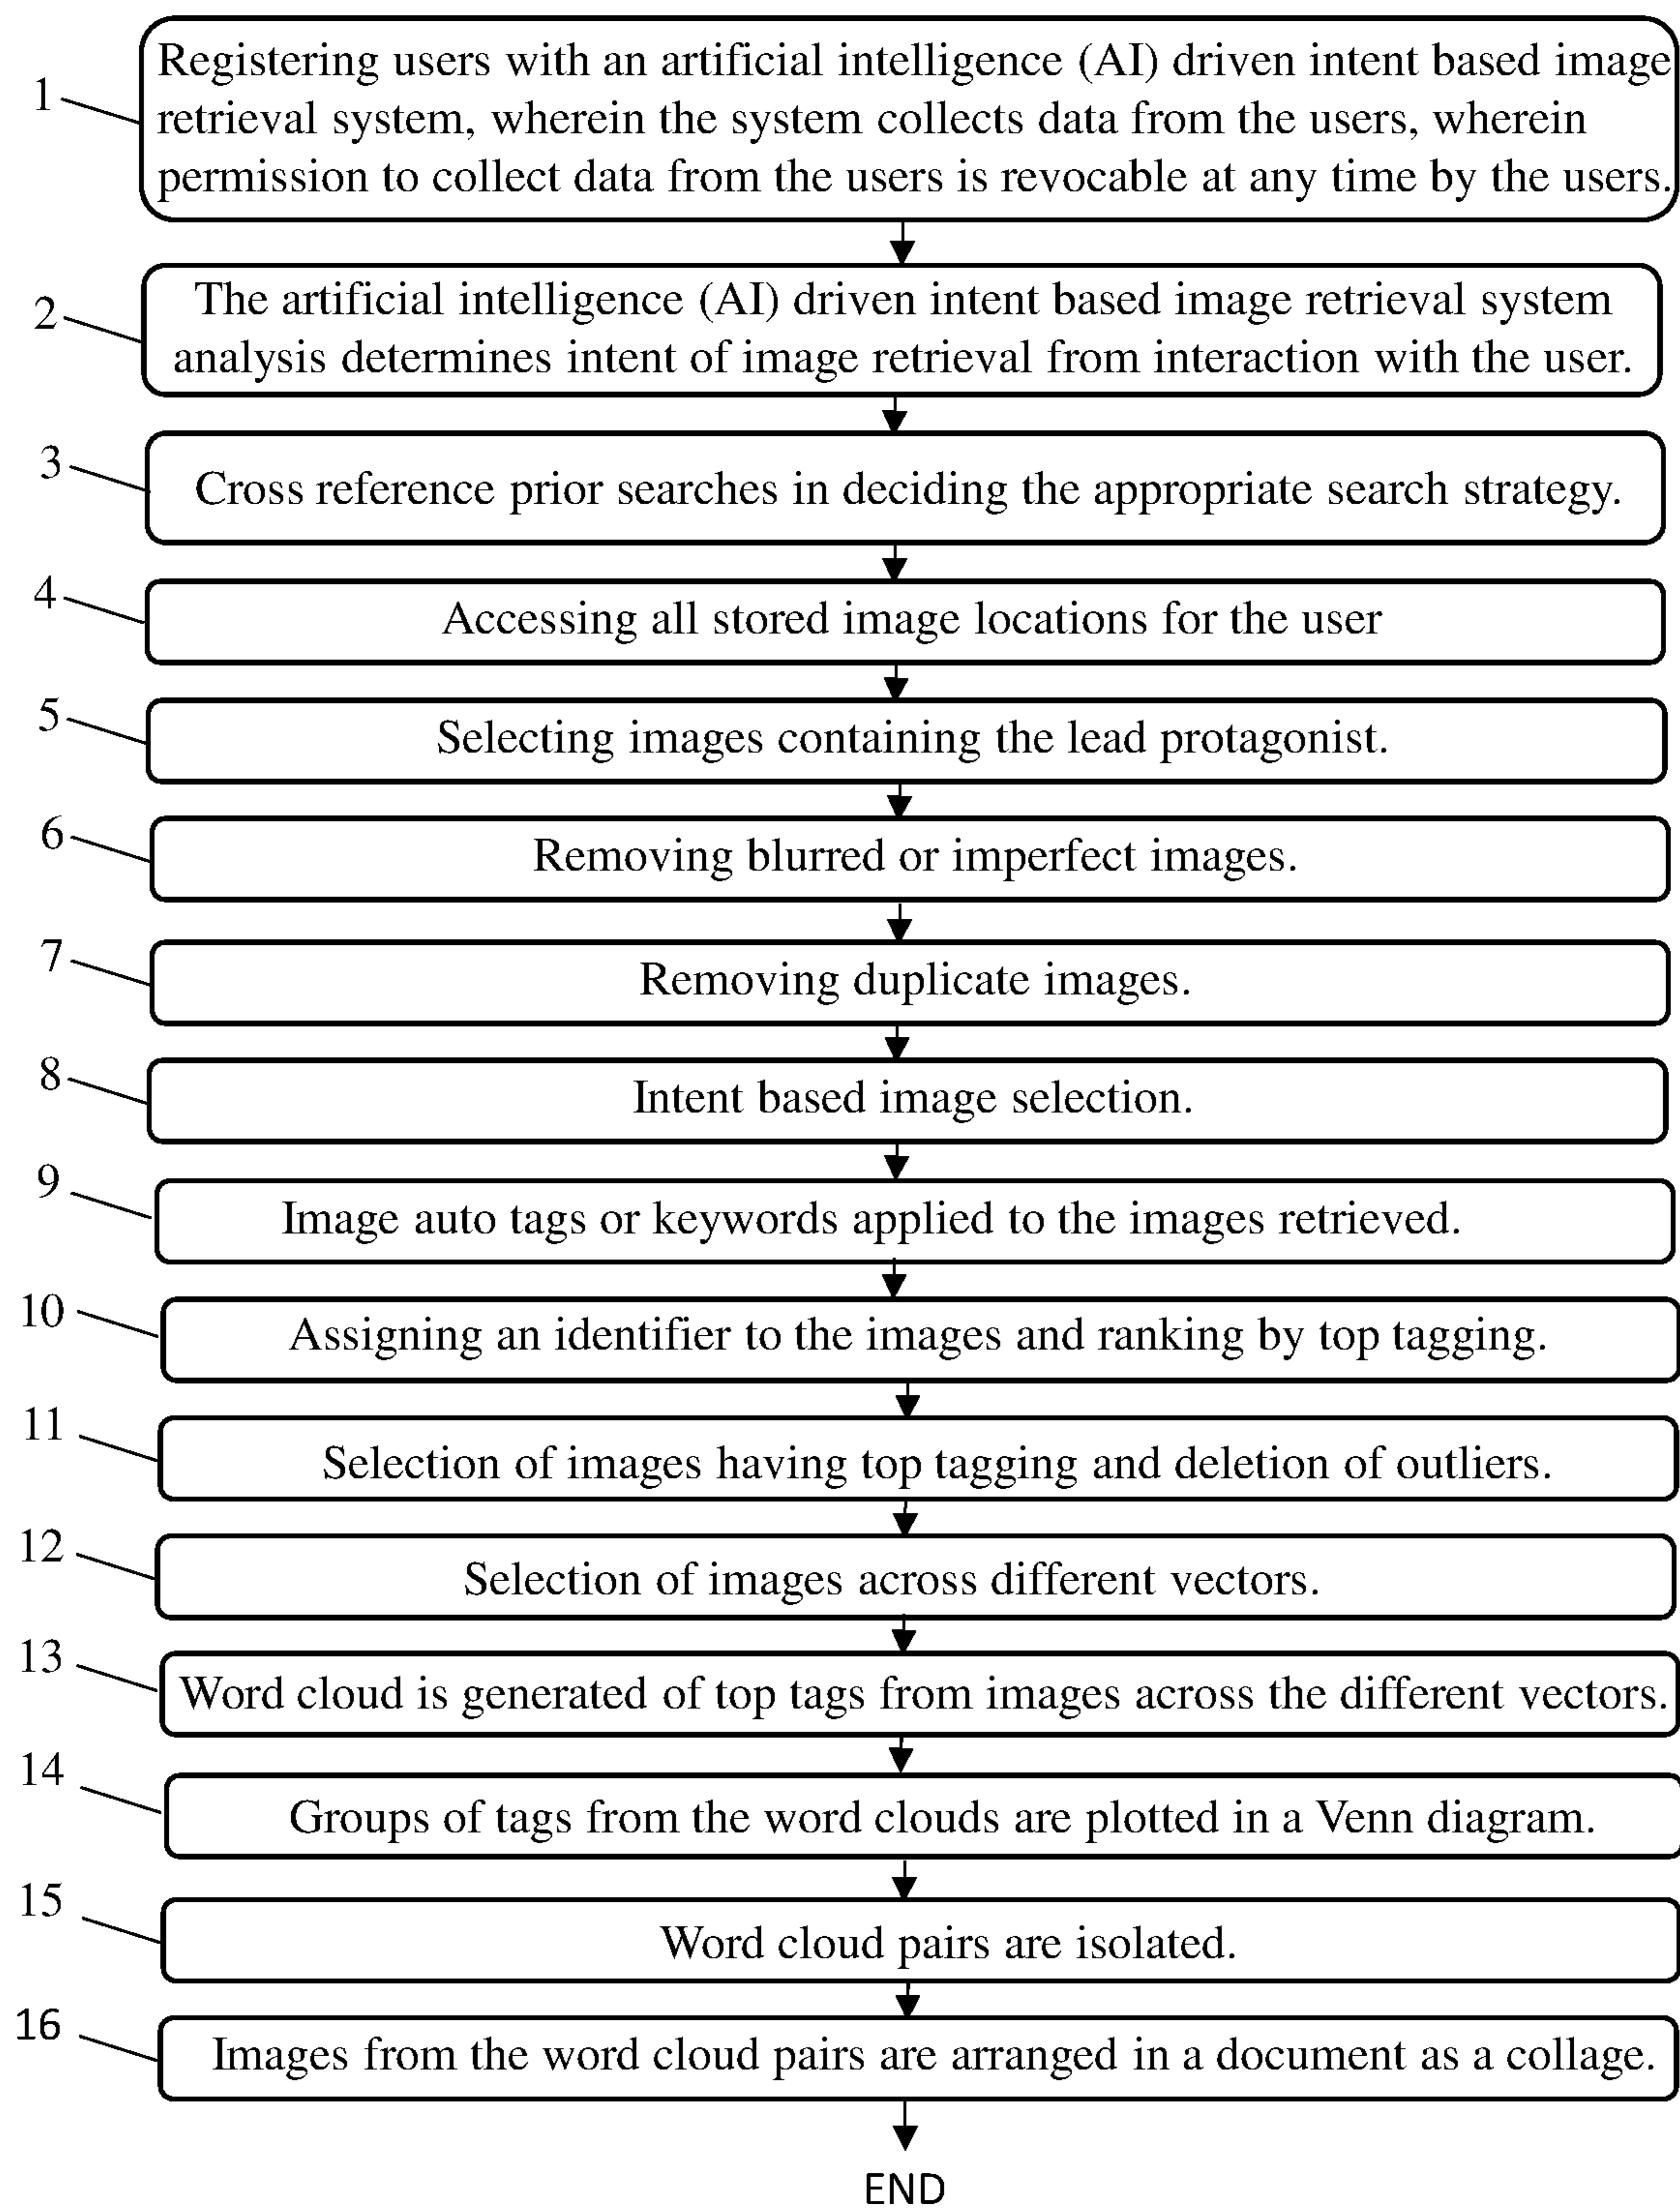 1
Registering users with an artificial intelligence (AI) driven intent based image
retrieval system, wherein the system collects data from the users, wherein
permission to collect data from the users is revocable at any time by the users.
2
The artificial intelligence (AI) driven intent based image retrieval system
analysis determines intent of image retrieval from interaction with the user.
3
Cross reference prior searches in deciding the appropriate search strategy.
4
Accessing all stored image locations for the user
5
Selecting images containing the lead protagonist.
6
Removing blurred or imperfect images.
7
Removing duplicate images.
8
Intent based image selection.
9
Image auto tags or keywords applied to the images retrieved.
10
Assigning an identifier to the images and ranking by top tagging.
11
Selection of images having top tagging and deletion of outliers.
12
Selection of images across different vectors.
13
Word cloud is generated of top tags from images across the different vectors.
14
Groups of tags from the word clouds are plotted in a Venn diagram.
15
Word cloud pairs are isolated.
16
Images from the word cloud pairs are arranged in a document as a collage.
END